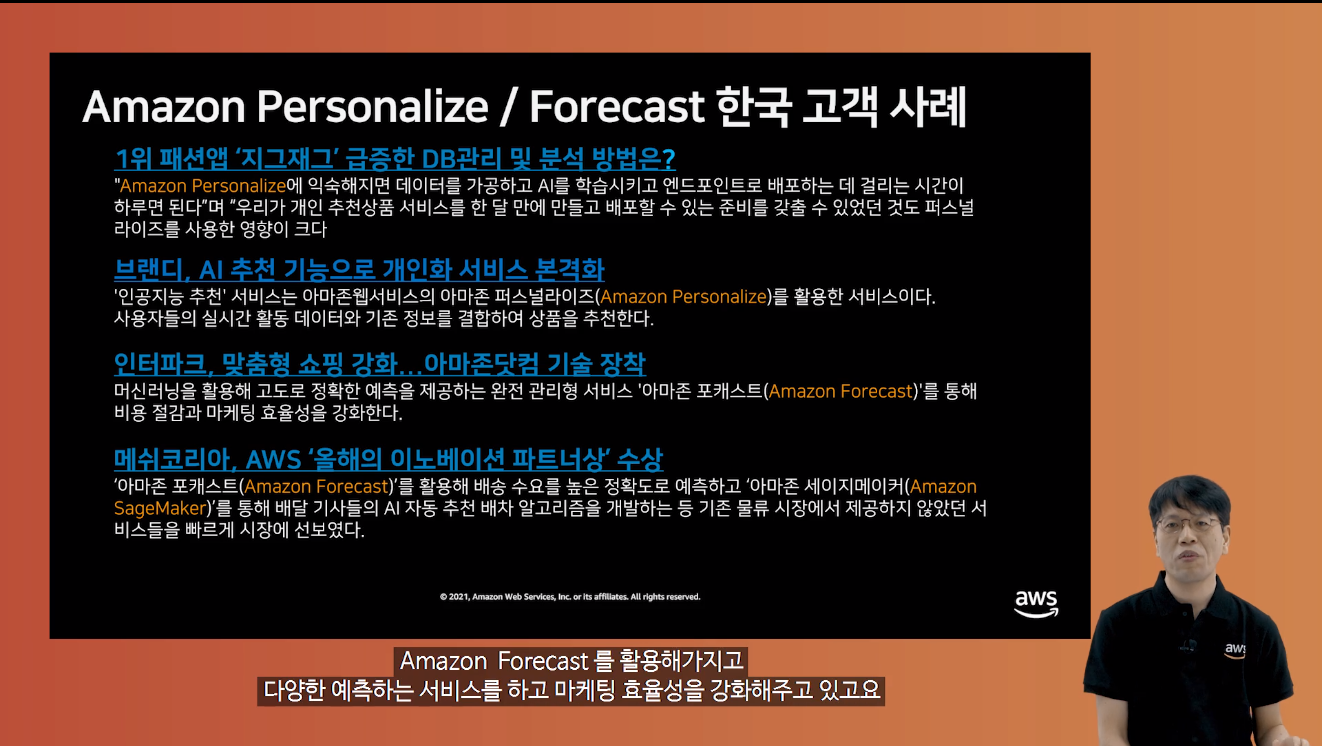 Amazon Personalize / Forecast 한국 고객 사례
1위 패션앱 ‘지그재그’ 급증한 DB관리 및 분석 방법은?
"Amazon Personalize에 익숙해지면 데이터를 가공하고 AI를 학습시키고 엔드포인트로 배포하는 데 걸리는 시간이
하루면 된다”며 “우리가 개인 추천상품 서비스를 한 달 만에 만들고 배포할 수 있는 준비를 갖출 수 있었던 것도 퍼스널
라이즈를 사용한 영향이 크다
브랜디, AI 추천 기능으로 개인화 서비스 본격화
'인공지능 추천' 서비스는 아마존웹서비스의 아마존 퍼스널라이즈(Amazon Personalize)를 활용한 서비스이다.
사용자들의 실시간 활동 데이터와 기존 정보를 결합하여 상품을 추천한다.
인터파크, 맞춤형 쇼핑 강화...아마존닷컴 기술 장착
머신러닝을 활용해 고도로 정확한 예측을 제공하는 완전 관리형 서비스 '아마존 포캐스트(Amazon Forecast)'를 통해
비용 절감과 마케팅 효율성을 강화한다.
메쉬코리아, AWS ‘올해의 이노베이션 파트너상’ 수상
‘아마존 포캐스트(Amazon Forecast)’를 활용해 배송 수요를 높은 정확도로 예측하고 ‘아마존 세이지메이커(Amazon
SageMaker)’를 통해 배달 기사들의 AI 자동 추천 배차 알고리즘을 개발하는 등 기존 물류 시장에서 제공하지 않았던 서
비스들을 빠르게 시장에 선보였다.
© 2021, Amazon Web Services, Inc. or its affiliates. All rights reserved.
aws
aws
Amazon Forecast 를 활용해가지고
다양한 예측하는 서비스를 하고 마케팅 효율성을 강화해주고 있고요